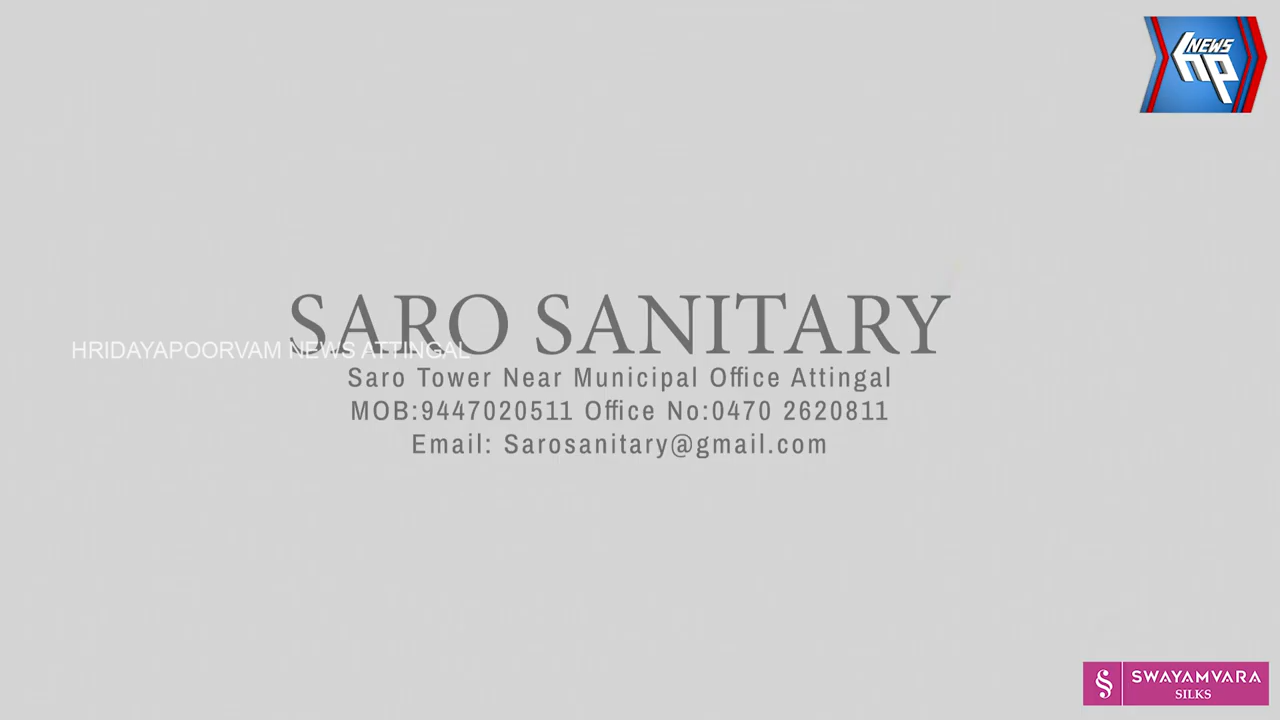 NEWS
hp
SARO SANITARY
HRIDAYAPOORVAM NEWS ATTINGAL
Saro Tower Near Municipal Office Attingal
MOB:9447020511 Office No:0470 2620811
Email: Sarosanitary@gmail.com
SWAYAMVARA
SILKS